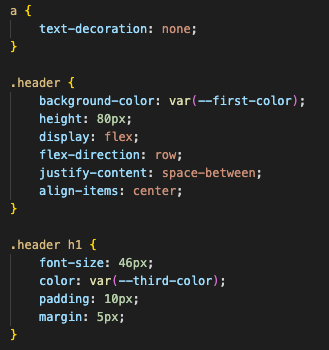 a {
    text-decoration: none;
}

.header {
    background-color: var(--first-color);
    height: 80px;
    display: flex;
    flex-direction: row;
    justify-content: space-between;
    align-items: center;
}

.header h1 {
    font-size: 46px;
    color: var(--third-color);
    padding: 10px;
    margin: 5px;
}